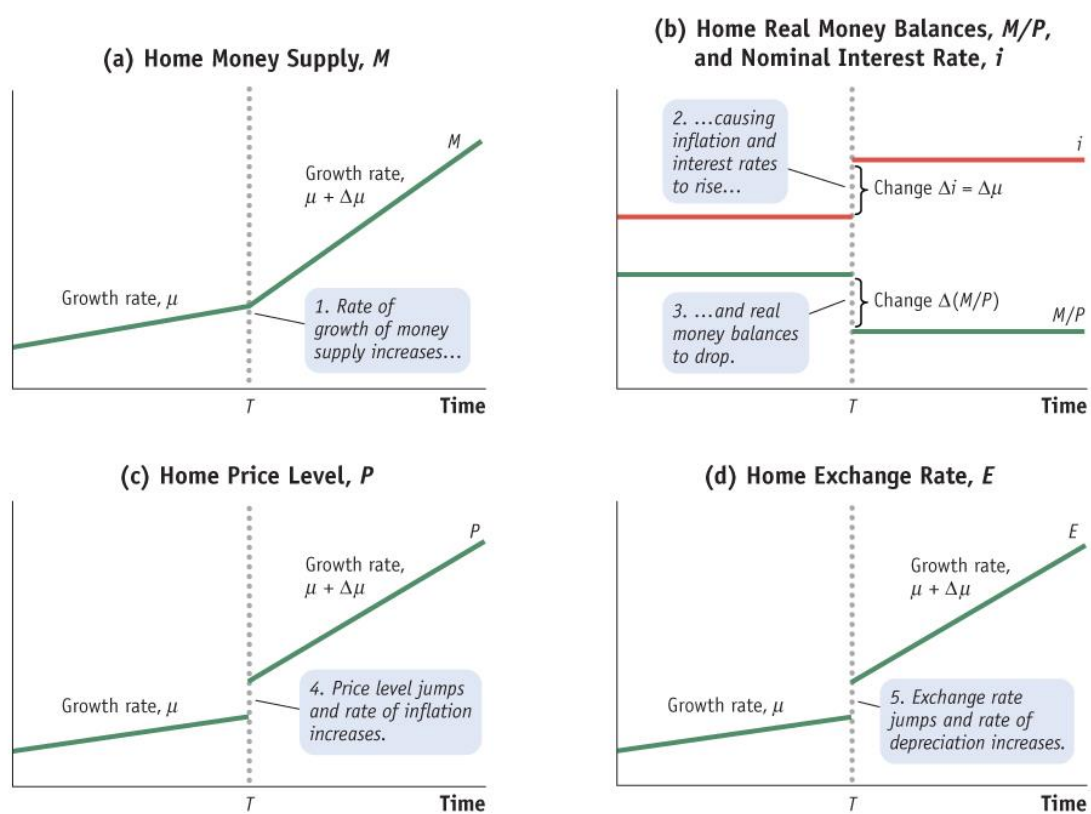 (a) Home Money Supply, M
M
Growth rate,
μ + Δμ
Growth rate, μ
1. Rate of
growth of money
supply increases…
T
Time
(b) Home Real Money Balances, M/P,
and Nominal Interest Rate, i
2. …causing
inflation and
interest rates
to rise…
i
Change Δi = Δμ
3. …and real
money balances
to drop.
Change Δ(M/P)
M/P
T
Time
(c) Home Price Level, P
P
Growth rate,
μ + Δμ
Growth rate, μ
4. Price level jumps
and rate of inflation
increases.
T
Time
(d) Home Exchange Rate, E
E
Growth rate,
μ + Δμ
Growth rate, μ
5. Exchange rate
jumps and rate of
depreciation increases.
T
Time